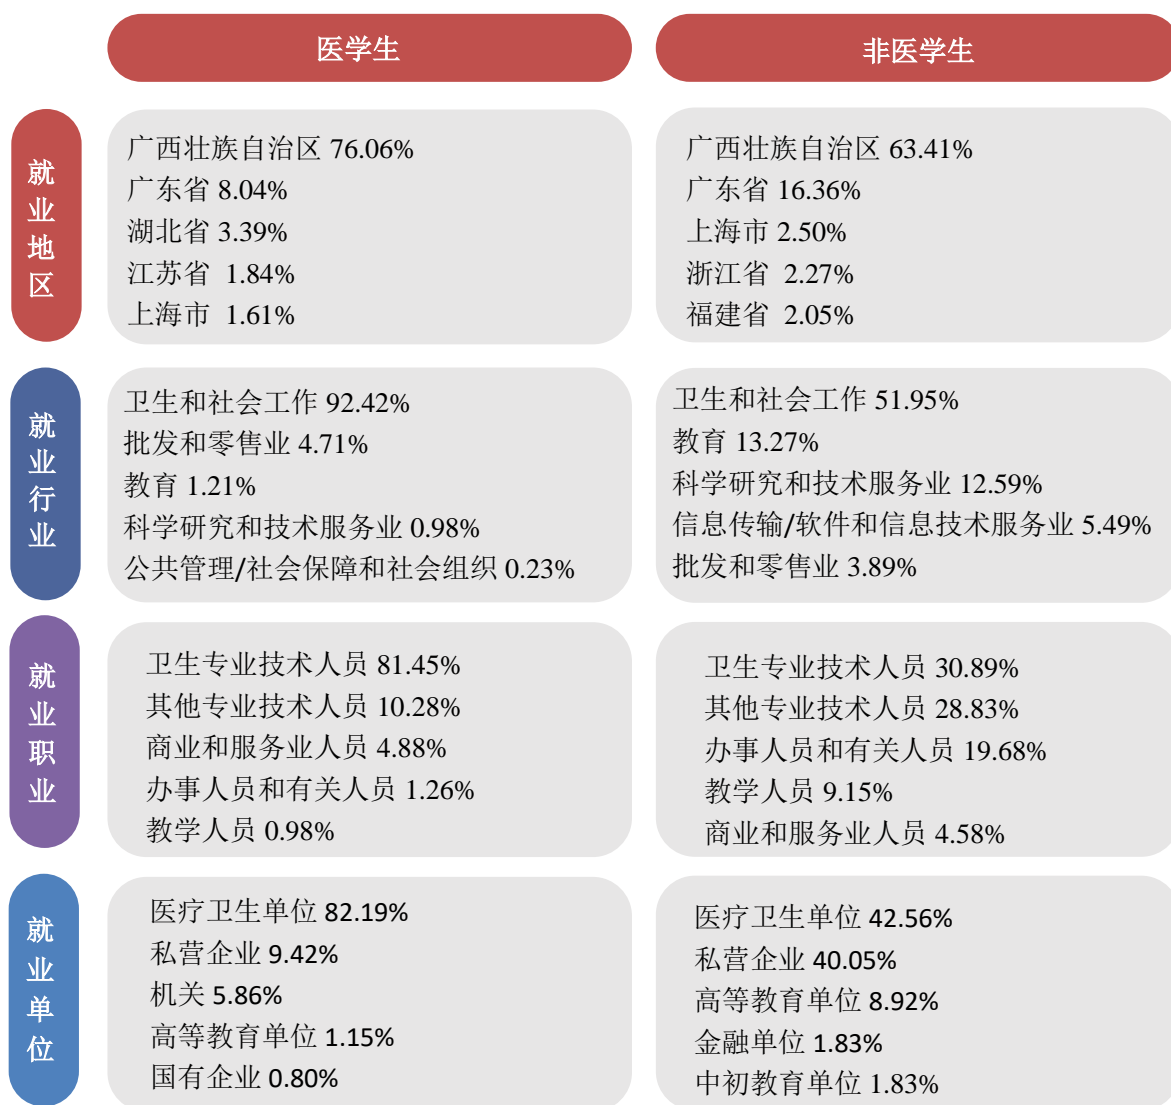 医学生
非医学生
就业地区
广西壮族自治区 76.06%
广东省 8.04%
湖北省 3.39%
江苏省 1.84%
上海市 1.61%
广西壮族自治区 63.41%
广东省 16.36%
上海市 2.50%
浙江省 2.27%
福建省 2.05%
就业行业
卫生和社会工作 92.42%
批发和零售业 4.71%
教育 1.21%
科学研究和技术服务业 0.98%
公共管理/社会保障和社会组织 0.23%
卫生和社会工作 51.95%
教育 13.27%
科学研究和技术服务业 12.59%
信息传输/软件和信息技术服务业 5.49%
批发和零售业 3.89%
就业职业
卫生专业技术人员 81.45%
其他专业技术人员 10.28%
商业和服务业人员 4.88%
办事人员和有关人员 1.26%
教学人员 0.98%
卫生专业技术人员 30.89%
其他专业技术人员 28.83%
办事人员和有关人员 19.68%
教学人员 9.15%
商业和服务业人员 4.58%
就业单位
医疗卫生单位 82.19%
私营企业 9.42%
机关 5.86%
高等教育单位 1.15%
国有企业 0.80%
医疗卫生单位 42.56%
私营企业 40.05%
高等教育单位 8.92%
金融单位 1.83%
中初教育单位 1.83%